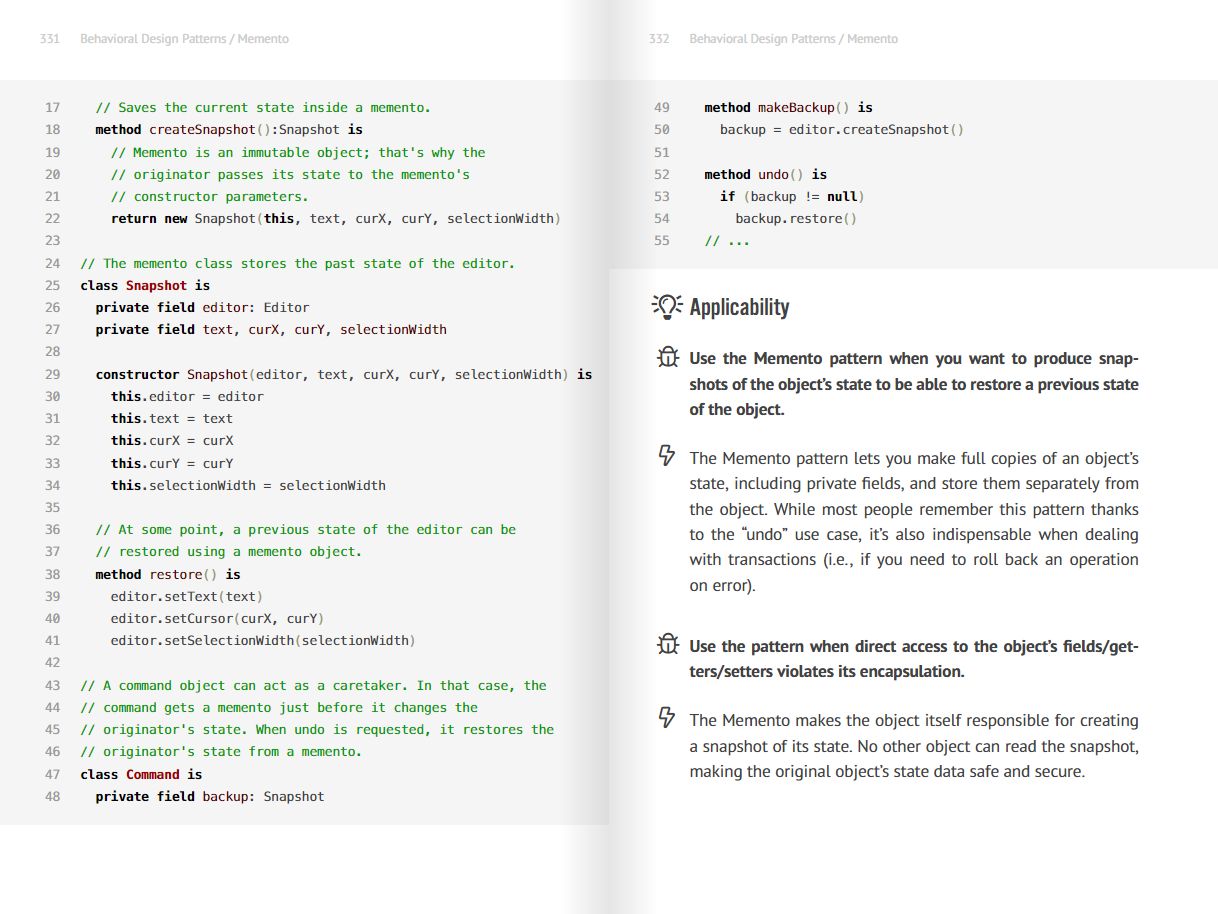 331 Behavioral Design Patterns / Memento
17 // Saves the current state inside a memento.
18 method createSnapshot():Snapshot is
19 // Memento is an immutable object; that's why the
20 // originator passes its state to the memento's
21 // constructor parameters.
22 return new Snapshot(this, text, curX, curY, selectionWidth)
23
24 // The memento class stores the past state of the editor.
25 class Snapshot is
26 private field editor: Editor
27 private field text, curX, curY, selectionWidth
28
29 constructor Snapshot(editor, text, curX, curY, selectionWidth) is
30 this.editor = editor
31 this.text = text
32 this.curX = curX
33 this.curY = curY
34 this.selectionWidth = selectionWidth
35
36 // At some point, a previous state of the editor can be
37 // restored using a memento object.
38 method restore() is
39 editor.setText(text)
40 editor.setCursor(curX, curY)
41 editor.setSelectionWidth(selectionWidth)
42
43 // A command object can act as a caretaker. In that case, the
44 // command gets a memento just before it changes the
45 // originator's state. When undo is requested, it restores the
46 // originator's state from a memento.
47 class Command is
48 private field backup: Snapshot
332 Behavioral Design Patterns / Memento
49 method makeBackup() is
50 backup = editor.createSnapshot()
51
52 method undo() is
53 if (backup != null)
54 backup.restore()
55 // ...
Applicability
Use the Memento pattern when you want to produce snap-
shots of the object's state to be able to restore a previous state
of the object.
The Memento pattern lets you make full copies of an object's
state, including private fields, and store them separately from
the object. While most people remember this pattern thanks
to the "undo" use case, it's also indispensable when dealing
with transactions (i.e., if you need to roll back an operation
on error).
Use the pattern when direct access to the object's fields/get-
ters/setters violates its encapsulation.
The Memento makes the object itself responsible for creating
a snapshot of its state. No other object can read the snapshot,
making the original object's state data safe and secure.